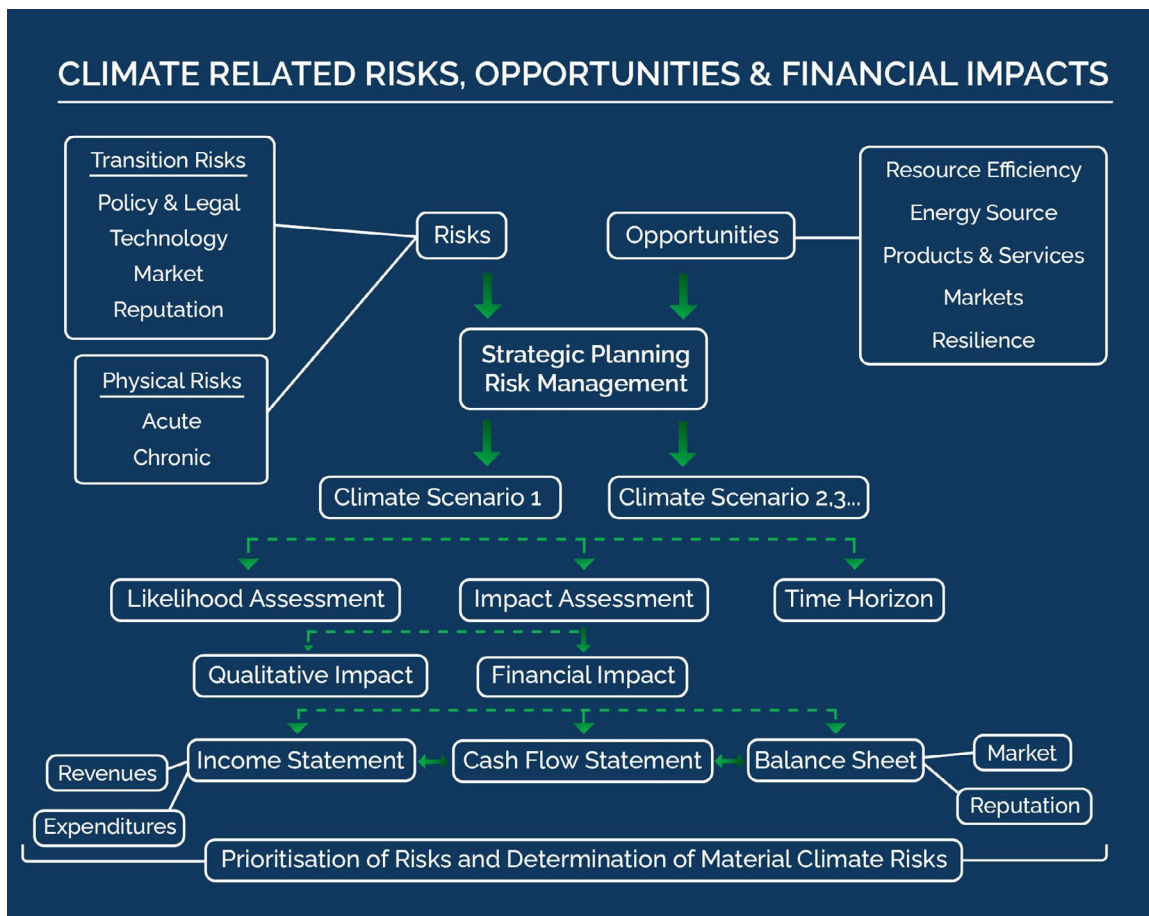 CLIMATE RELATED RISKS, OPPORTUNITIES & FINANCIAL IMPACTS
Transition Risks
Policy & Legal
Technology
Market
Reputation
Physical Risks
Acute
Chronic
Risks
Opportunities
Resource Efficiency
Energy Source
Products & Services
Markets
Resilience
Strategic Planning
Risk Management
Climate Scenario 1
Climate Scenario 2,3...
Likelihood Assessment
Impact Assessment
Time Horizon
Qualitative Impact
Financial Impact
Income Statement
Cash Flow Statement
Balance Sheet
Revenues
Expenditures
Market
Reputation
Prioritisation of Risks and Determination of Material Climate Risks